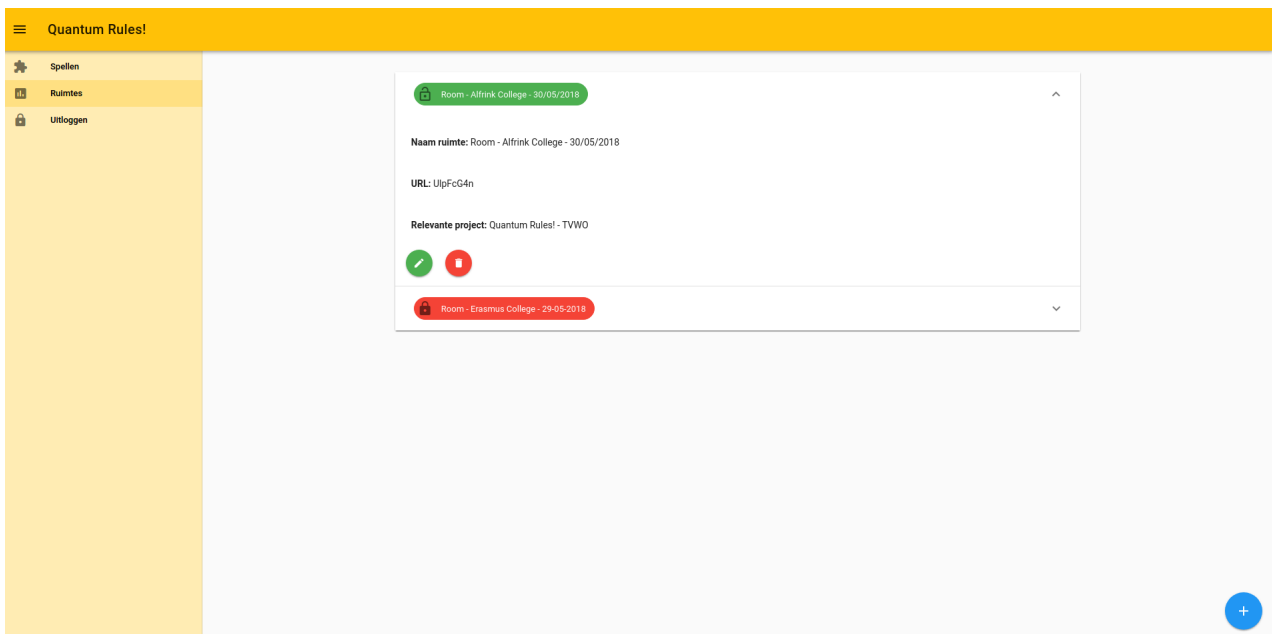 Quantum Rules!
Spellen
Ruimtes
Uitloggen
Room - Alfrink College - 30/05/2018
Naam ruimte: Room - Alfrink College - 30/05/2018
URL: UlpFcG4n
Relevante project: Quantum Rules! - TVWO
Room - Erasmus College - 29-05-2018